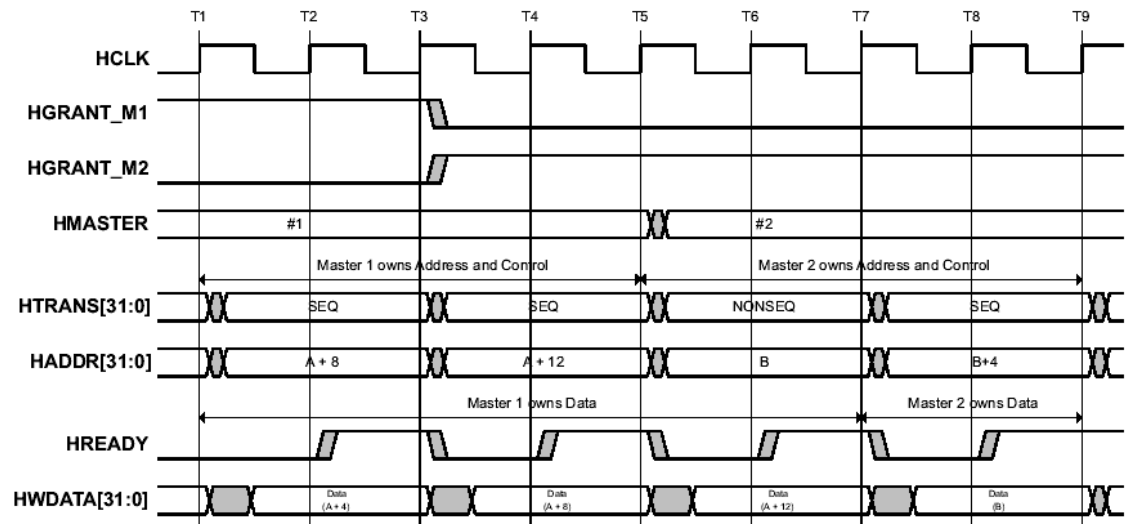 T1 T2 T3 T4 T5 T6 T7 T8 T9
HCLK
HGRANT_M1
HGRANT_M2
HMASTER #1 #2
Master 1 owns Address and Control Master 2 owns Address and Control
HTRANS[31:0] SEQ SEQ NONSEQ SEQ
HADDR[31:0] A + 8 A + 12 B B+4
Master 1 owns Data Master 2 owns Data
HREADY
HWDATA[31:0] Data Data Data Data
(A + 4) (A + 8) (A + 12) (B)